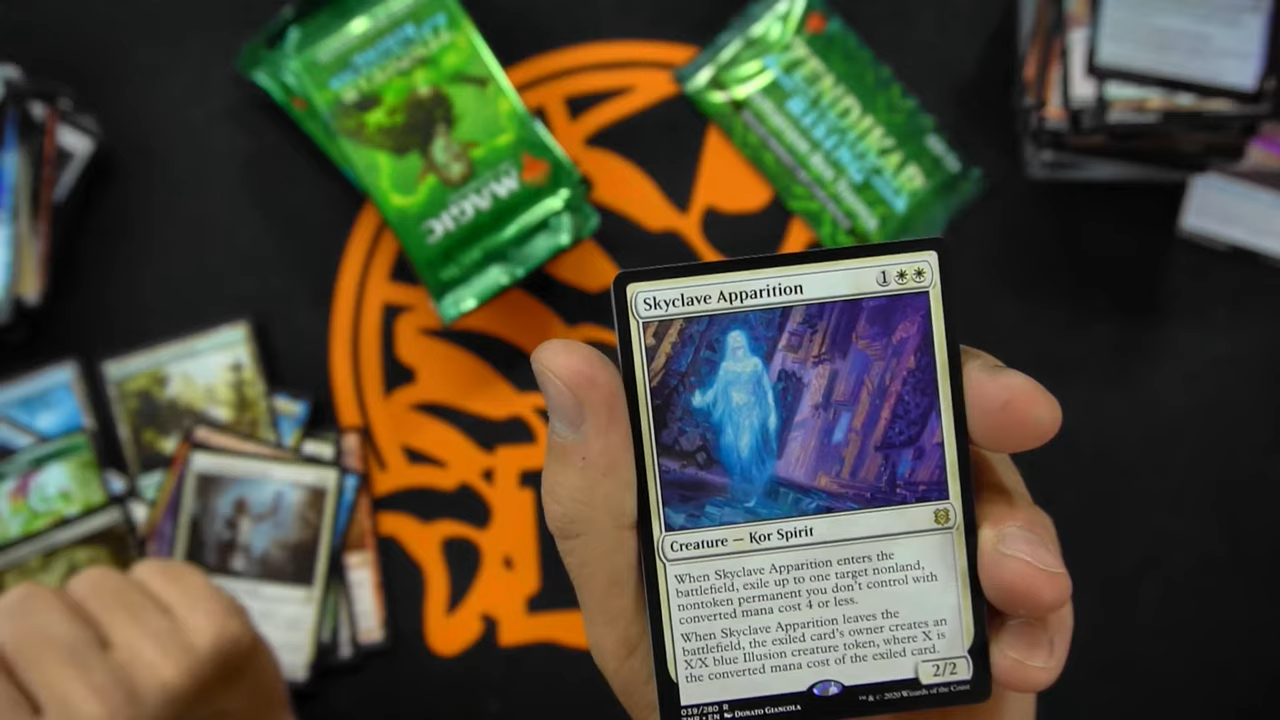 MAGIC
ZENDIKAR
RISING
Skyclave Apparition 1
Creature — Kor Spirit
When Skyclave Apparition enters the
battlefield, exile up to one target nonland,
nontoken permanent you don't control with
converted mana cost 4 or less.
When Skyclave Apparition leaves the
battlefield, the exiled card's owner creates an
X/X blue Illusion creature token, where X is
the converted mana cost of the exiled card.
2/2
039/280 R
ZNR • EN Donato Giancola
™ & © 2020 Wizards of the Coast